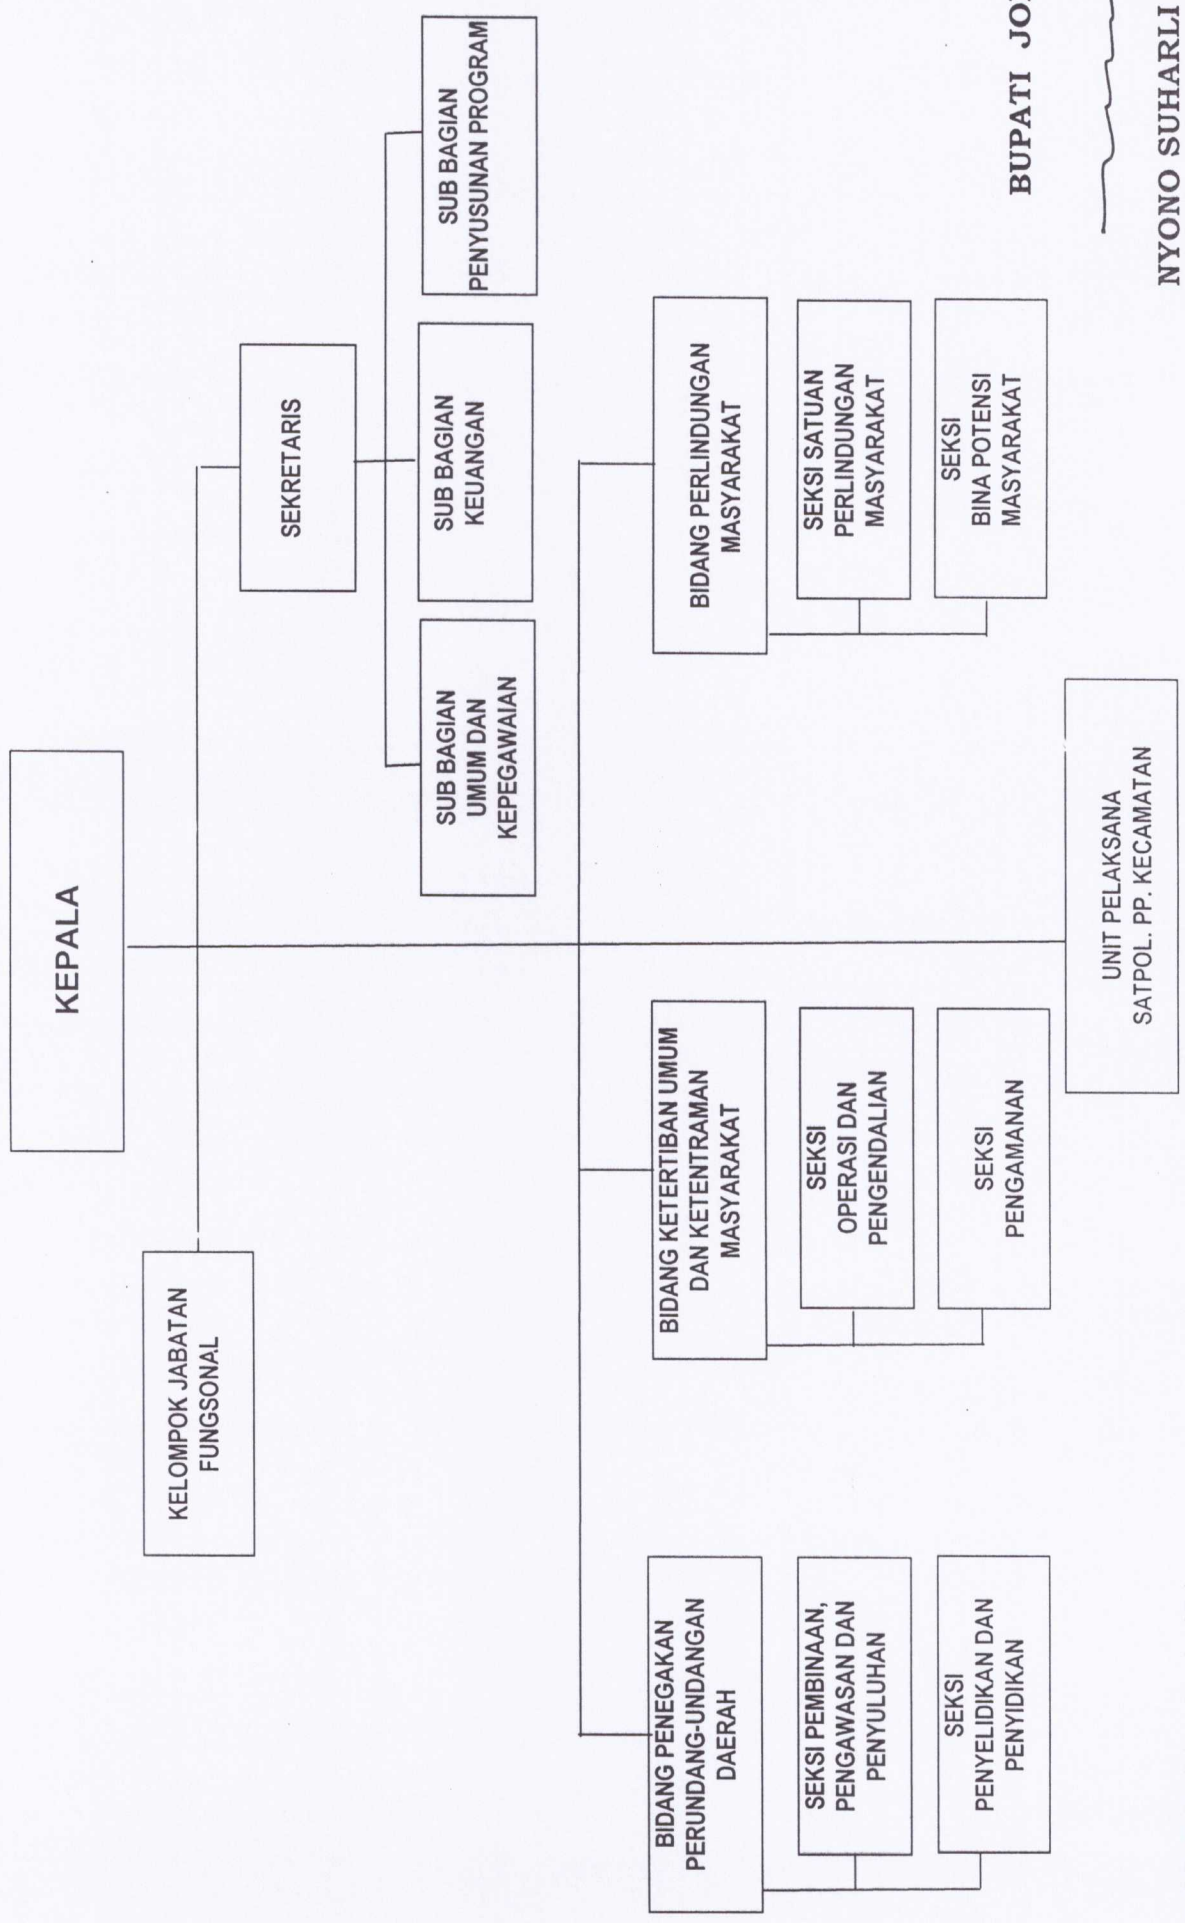 KEPALA
KELOMPOK JABATAN
FUNGSONAL
SEKRETARIS
SUB BAGIAN
UMUM DAN
KEPEGAWAIAN
SUB BAGIAN
KEUANGAN
SUB BAGIAN
PENYUSUNAN PROGRAM
BIDANG PENEGAKAN
PERUNDANG-UNDANGAN
DAERAH
SEKSI PEMBINAAN,
PENGAWASAN DAN
PENYULUHAN
SEKSI
PENYELIDIKAN DAN
PENYIDIKAN
BIDANG KETERTIBAN UMUM
DAN KETENTRAMAN
MASYARAKAT
SEKSI
OPERASI DAN
PENGENDALIAN
SEKSI
PENGAMANAN
BIDANG PERLINDUNGAN
MASYARAKAT
SEKSI SATUAN
PERLINDUNGAN
MASYARAKAT
SEKSI
BINA POTENSI
MASYARAKAT
UNIT PELAKSANA
SATPOL. PP. KECAMATAN
BUPATI
NYONO SUHARLI